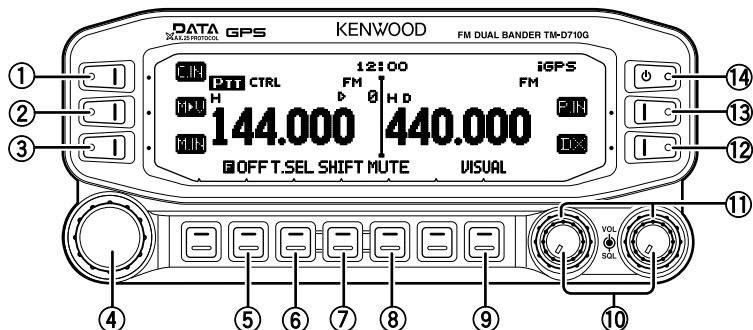 DATA GPS KENWOOD FM DUAL BANDER TM-D710G
AX.25 PROTOCOL
C.IN 12:00 iGPS
PTT CTRL FM FM
M▶V H ▷ 0 H D P.IN
144.000 440.000
M.IN DX
F OFF T.SEL SHIFT MUTE VISUAL
VOL
SQL
① ② ③ ④ ⑤ ⑥ ⑦ ⑧ ⑨ ⑩ ⑪ ⑫ ⑬ ⑭